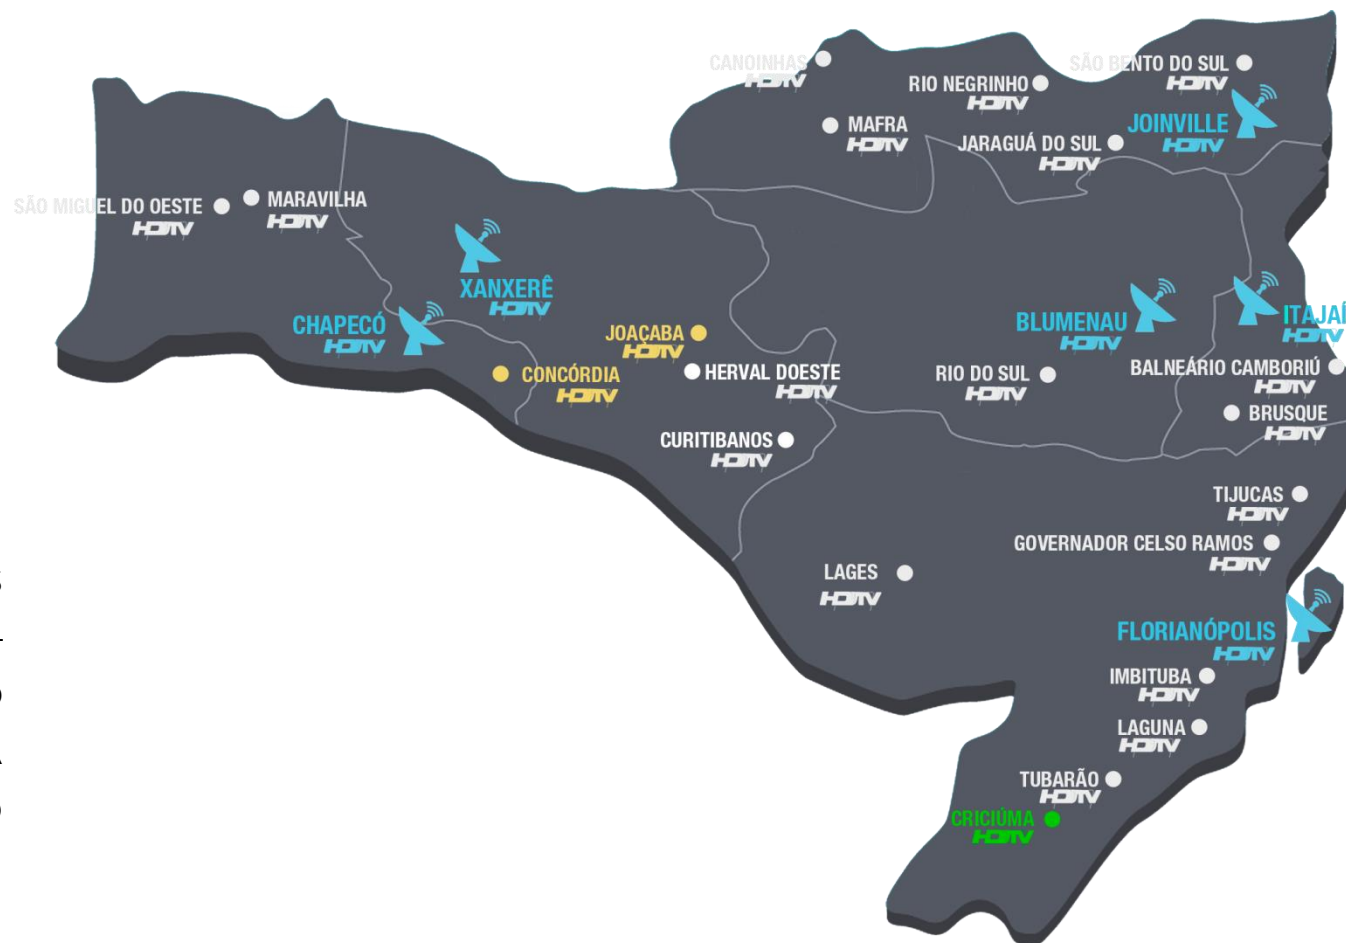 CANOINHAS
HDTV
SÃO BENTO DO SUL
HDTV
RIO NEGRINHO
HDTV
MAFRA
HDTV
JOINVILLE
HDTV
JARAGUÁ DO SUL
HDTV
SÃO MIGUEL DO OESTE
HDTV
MARAVILHA
HDTV
XANXERÊ
HDTV
CHAPECÓ
HDTV
JOAÇABA
HDTV
CONCÓRDIA
HDTV
HERVAL DOESTE
HDTV
CURITIBANOS
HDTV
BLUMENAU
HDTV
ITAJAÍ
HDTV
RIO DO SUL
HDTV
BALNEÁRIO CAMBORIÚ
HDTV
BRUSQUE
HDTV
TIJUCAS
HDTV
GOVERNADOR CELSO RAMOS
HDTV
LAGES
HDTV
FLORIANÓPOLIS
HDTV
IMBITUBA
HDTV
LAGUNA
HDTV
TUBARÃO
HDTV
CRICIÚMA
HDTV